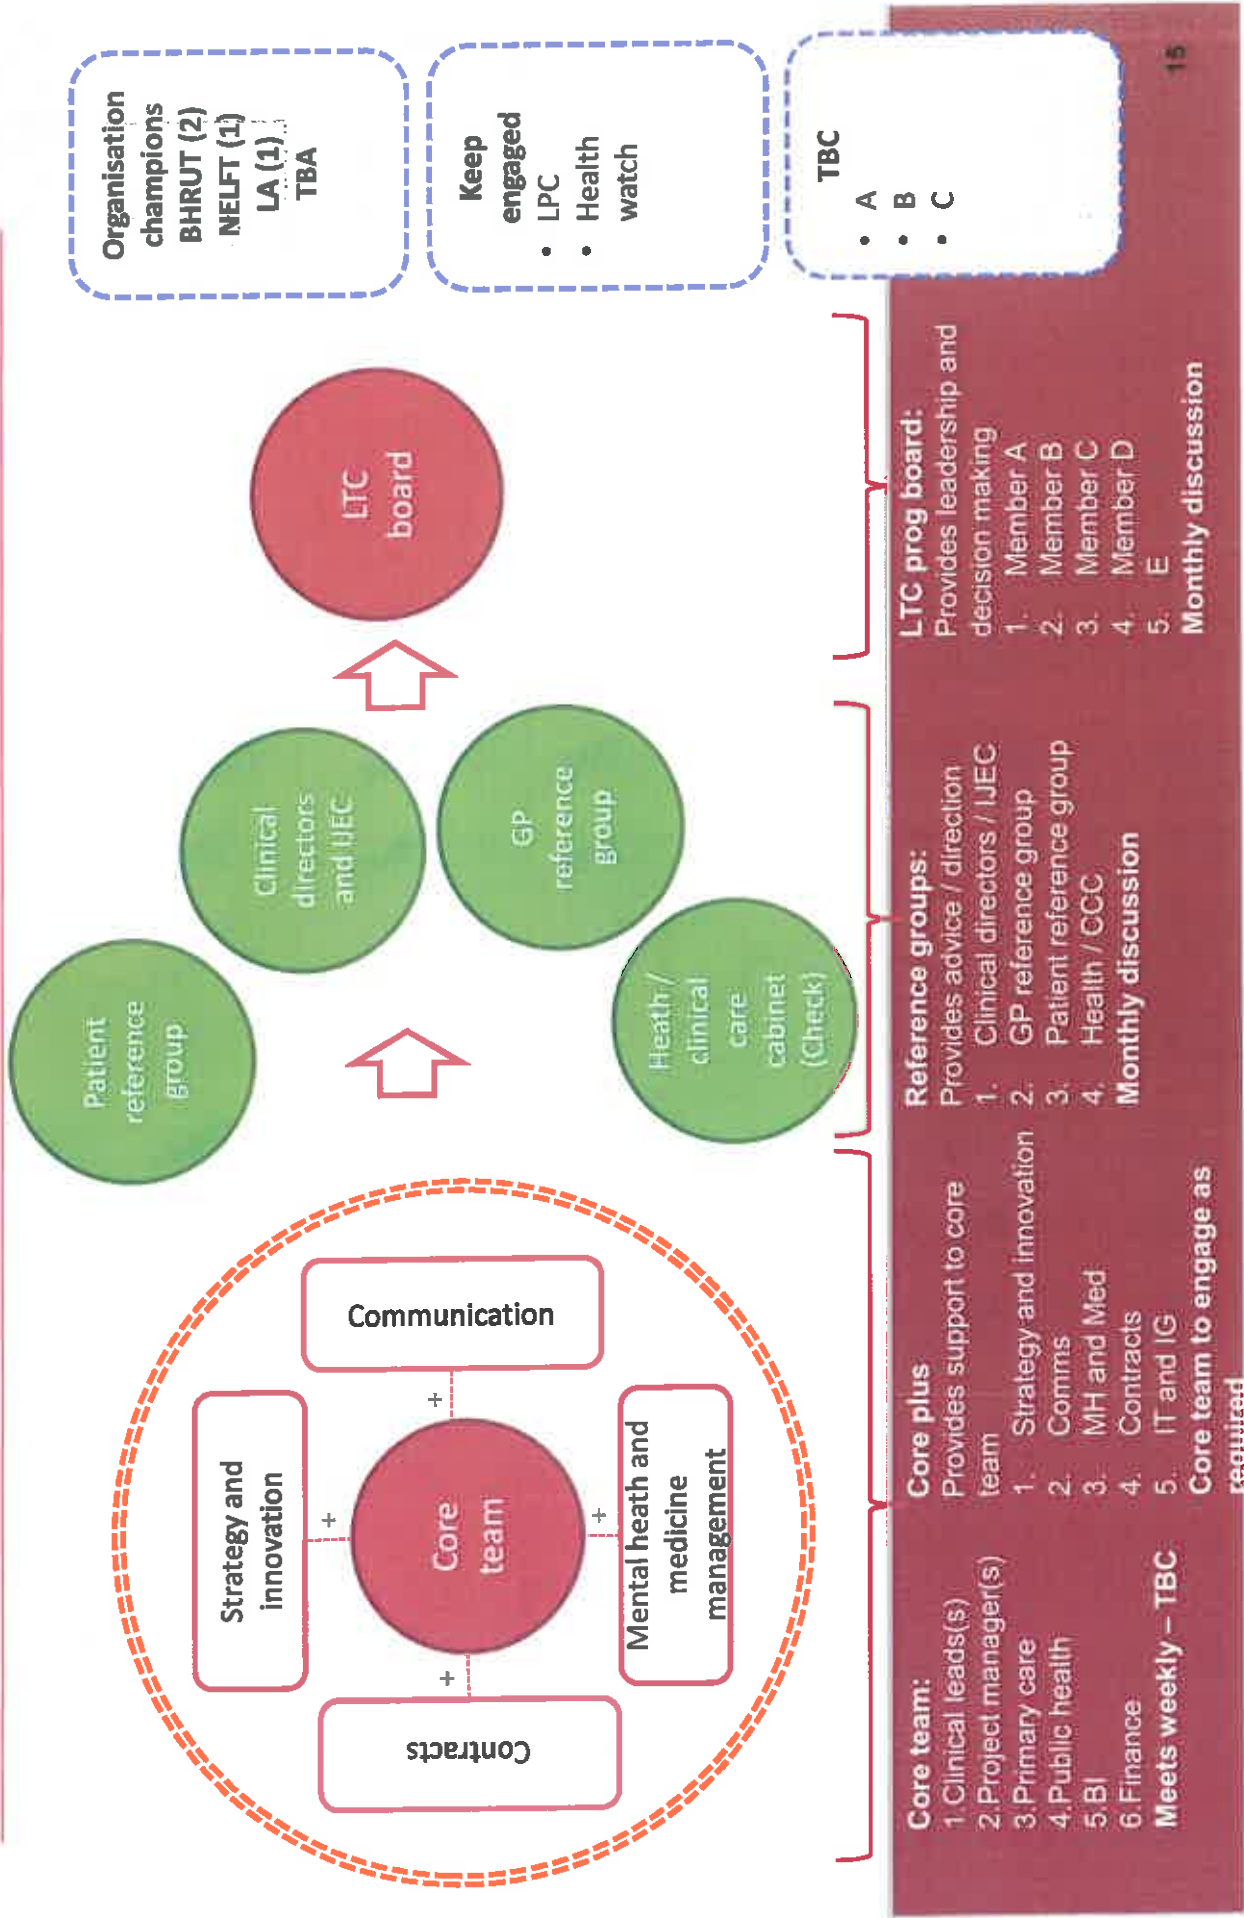 Strategy and
innovation
Contracts
Core
team
Communication
Mental heath and
medicine
management
+
+
+
+
Patient
reference
group
Clinical
directors
and IJEC
GP
reference
group
Heath /
clinical
care
cabinet
(Check)
LTC
board
Organisation
champions
BHRUT (2)
NELFT (1)
LA (1)
TBA
Keep
engaged
• LPC
• Health
watch
TBC
• A
• B
• C
Core team:
1.Clinical leads(s)
2.Project manager(s)
3.Primary care
4.Public health
5.BI
6.Finance
Meets weekly – TBC
Core plus
Provides support to core
team
1. Strategy and innovation
2. Comms
3. MH and Med
4. Contracts
5. IT and IG
Core team to engage as
required
Reference groups:
Provides advice / direction
1. Clinical directors / IJEC
2. GP reference group
3. Patient reference group
4. Health / CCC
Monthly discussion
LTC prog board:
Provides leadership and
decision making
1. Member A
2. Member B
3. Member C
4. Member D
5. E
Monthly discussion
15